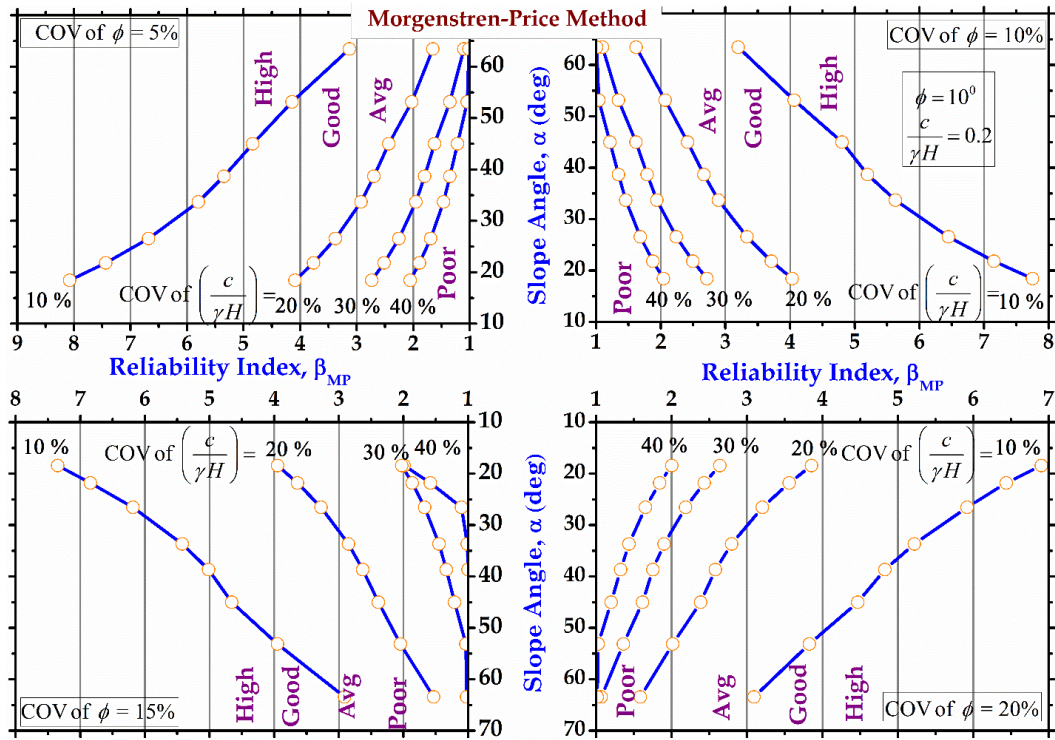 Morgenstren-Price Method
COV of ϕ = 5%
High
Good
Avg
Poor
10 %
COV of (c/γH) =
20 %
30 %
40 %
60
50
40
30
20
10
9 8 7 6 5 4 3 2 1
Reliability Index, βMP
Slope Angle, α (deg)
COV of ϕ = 10%
ϕ = 10⁰
c/γH = 0.2
High
Good
Avg
Poor
40 %
30 %
20 %
COV of (c/γH) =
10 %
60
50
40
30
20
10
1 2 3 4 5 6 7 8
Reliability Index, βMP
8 7 6 5 4 3 2 1
10 %
COV of (c/γH) =
20 %
30 %
40 %
10
20
30
40
50
60
70
High
Good
Avg
Poor
COV of ϕ = 15%
Slope Angle, α (deg)
1 2 3 4 5 6 7
40 %
30 %
20 %
COV of (c/γH) =
10 %
10
20
30
40
50
60
70
Poor
Avg
Good
High
COV of ϕ = 20%